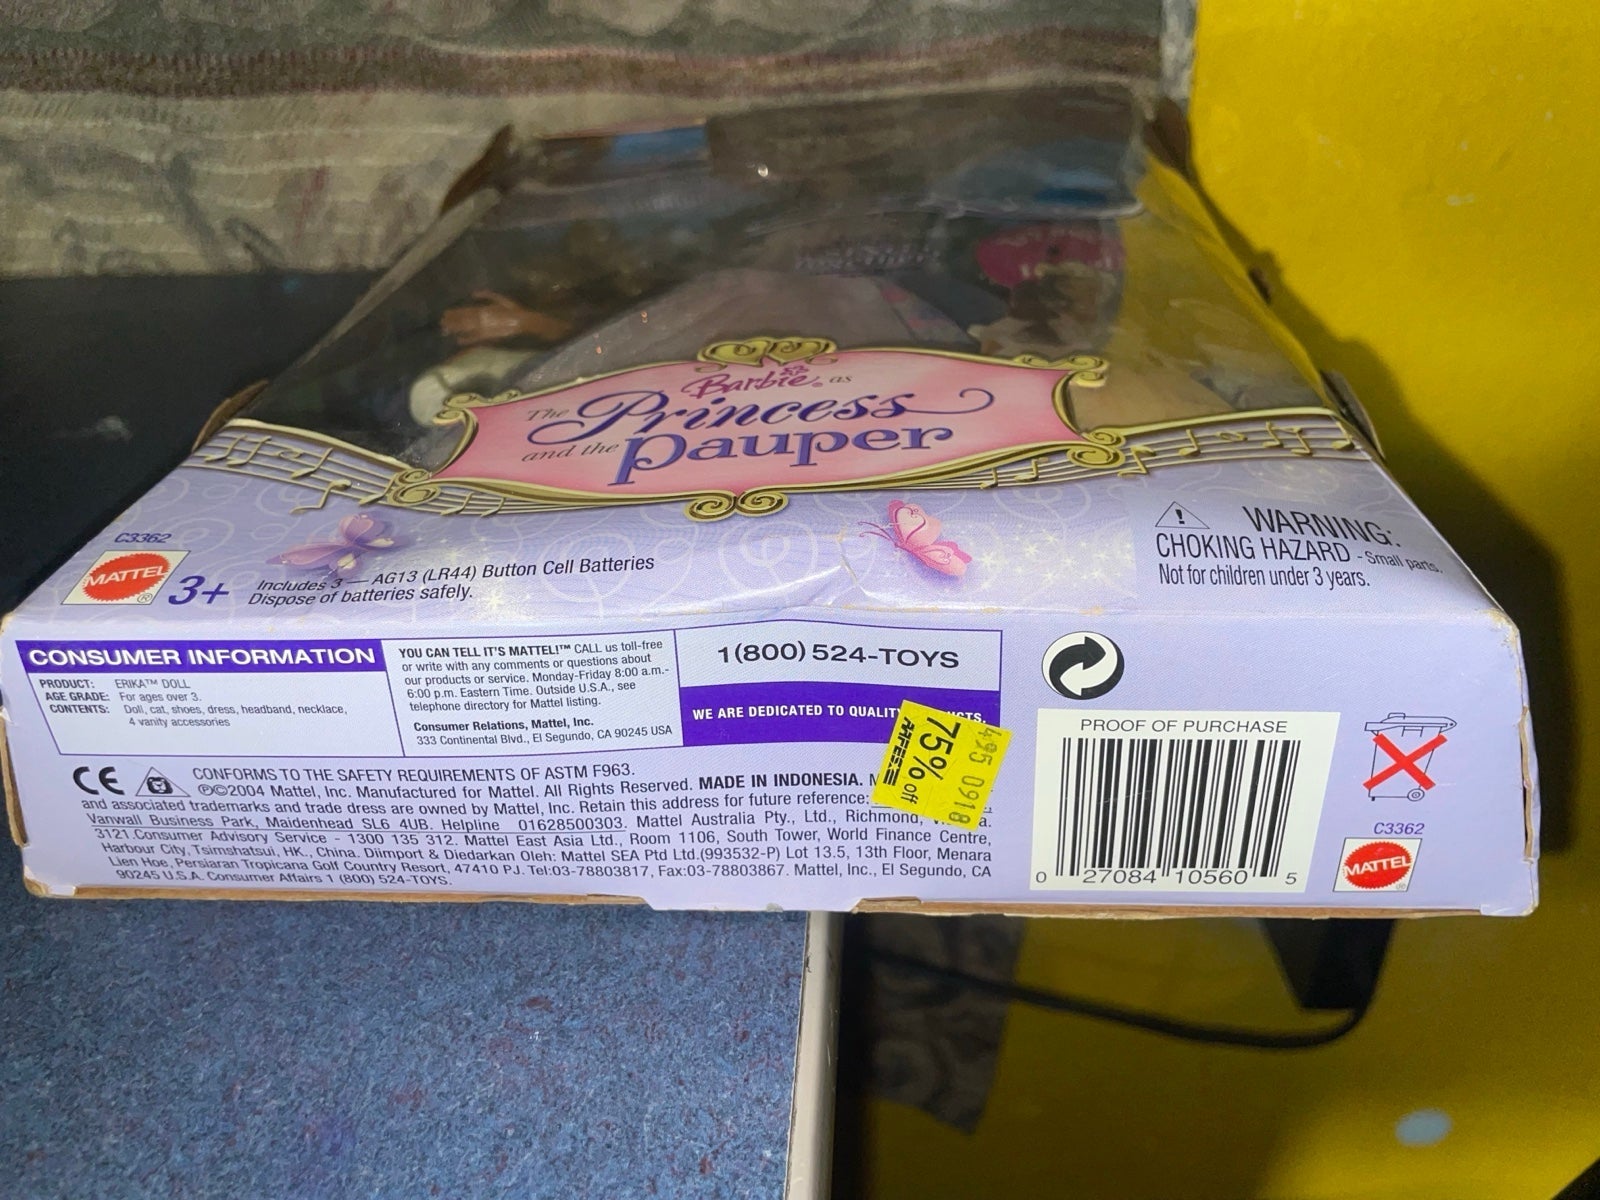 Barbie® as
The Princess
and the Pauper
C3362
MATTEL ®
3+
Includes 3 — AG13 (LR44) Button Cell Batteries
Dispose of batteries safely.
! WARNING:
CHOKING HAZARD - Small parts.
Not for children under 3 years.
CONSUMER INFORMATION
PRODUCT: ERIKA™ DOLL
AGE GRADE: For ages over 3.
CONTENTS: Doll, cat, shoes, dress, headband, necklace,
4 vanity accessories
YOU CAN TELL IT'S MATTEL!™ CALL us toll-free
or write with any comments or questions about
our products or service. Monday-Friday 8:00 a.m.-
6:00 p.m. Eastern Time. Outside U.S.A., see
telephone directory for Mattel listing.
Consumer Relations, Mattel, Inc.
333 Continental Blvd., El Segundo, CA 90245 USA
1(800) 524-TOYS
WE ARE DEDICATED TO
495 0918
75% off
AAFES
CE
CONFORMS TO THE SAFETY REQUIREMENTS OF ASTM F963.
℗©2004 Mattel, Inc. Manufactured for Mattel. All Rights Reserved. MADE IN INDONESIA.
and associated trademarks and trade dress are owned by Mattel, Inc. Retain this address for future reference:
Vanwall Business Park, Maidenhead SL6 4UB. Helpline 01628500303. Mattel Australia Pty., Ltd., Richmond,
3121.Consumer Advisory Service - 1300 135 312. Mattel East Asia Ltd., Room 1106, South Tower, World Finance Centre,
Harbour City, Tsimshatsui, HK., China. Diimport & Diedarkan Oleh: Mattel SEA Ptd Ltd.(993532-P) Lot 13.5, 13th Floor, Menara
Lien Hoe, Persiaran Tropicana Golf Country Resort, 47410 PJ. Tel:03-78803817, Fax:03-78803867. Mattel, Inc., El Segundo, CA
90245 U.S.A. Consumer Affairs 1 (800) 524-TOYS.
PROOF OF PURCHASE
0 27084 10560 5
C3362
MATTEL ®